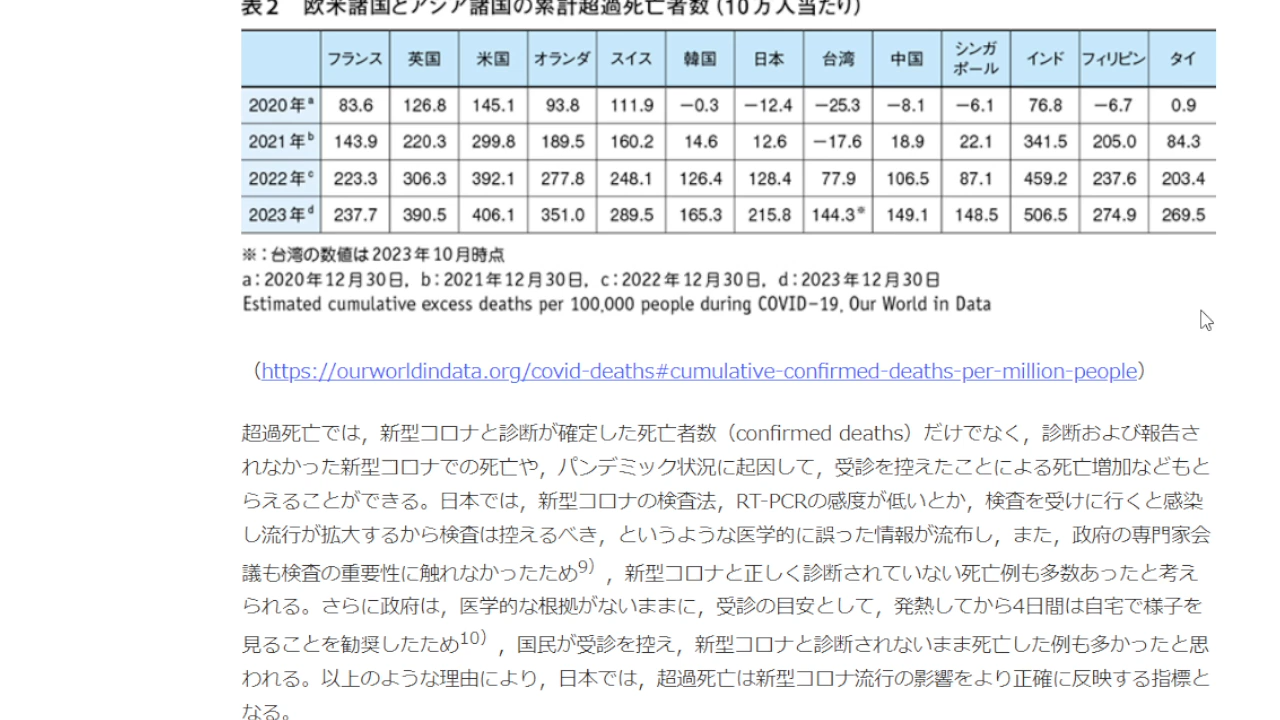 表2 欧米諸国とアジア諸国の累計超過死亡者数（10万人当たり）
フランス 英国 米国 オランダ スイス 韓国 日本 台湾 中国 シンガポール インド フィリピン タイ
2020年a 83.6 126.8 145.1 93.8 111.9 −0.3 −12.4 −25.3 −8.1 −6.1 76.8 −6.7 0.9
2021年b 143.9 220.3 299.8 189.5 160.2 14.6 12.6 −17.6 18.9 22.1 341.5 205.0 84.3
2022年c 223.3 306.3 392.1 277.8 248.1 126.4 128.4 77.9 106.5 87.1 459.2 237.6 203.4
2023年d 237.7 390.5 406.1 351.0 289.5 165.3 215.8 144.3※ 149.1 148.5 506.5 274.9 269.5
※：台湾の数値は2023年10月時点
a：2020年12月30日，b：2021年12月30日，c：2022年12月30日，d：2023年12月30日
Estimated cumulative excess deaths per 100,000 people during COVID-19, Our World in Data
（https://ourworldindata.org/covid-deaths#cumulative-confirmed-deaths-per-million-people）
超過死亡では，新型コロナと診断が確定した死亡者数（confirmed deaths）だけでなく，診断および報告さ
れなかった新型コロナでの死亡や，パンデミック状況に起因して，受診を控えたことによる死亡増加などもと
らえることができる。日本では，新型コロナの検査法，RT-PCRの感度が低いとか，検査を受けに行くと感染
し流行が拡大するから検査は控えるべき，というような医学的に誤った情報が流布し，また，政府の専門家会
議も検査の重要性に触れなかったため9），新型コロナと正しく診断されていない死亡例も多数あったと考え
られる。さらに政府は，医学的な根拠がないままに，受診の目安として，発熱してから4日間は自宅で様子を
見ることを勧奨したため10），国民が受診を控え，新型コロナと診断されないまま死亡した例も多かったと思
われる。以上のような理由により，日本では，超過死亡は新型コロナ流行の影響をより正確に反映する指標と
なる。